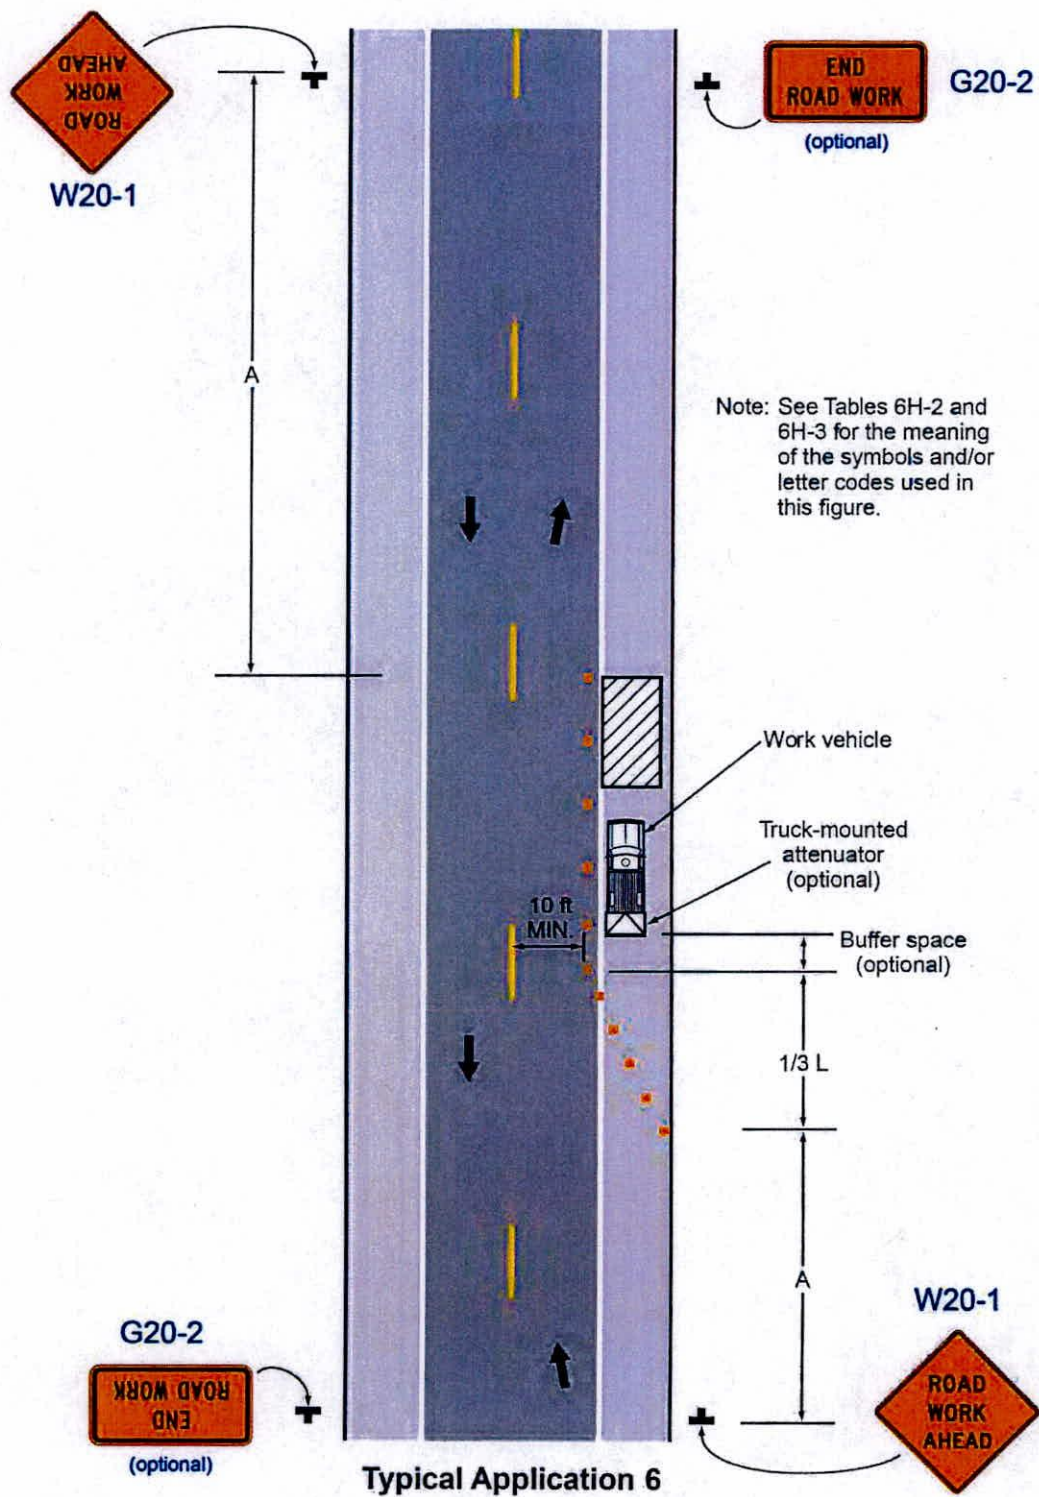 ROAD
WORK
AHEAD
W20-1
END
ROAD WORK
(optional)
G20-2
A
Note: See Tables 6H-2 and
6H-3 for the meaning
of the symbols and/or
letter codes used in
this figure.
Work vehicle
Truck-mounted
attenuator
(optional)
10 ft
MIN.
Buffer space
(optional)
1/3 L
A
G20-2
END
ROAD WORK
(optional)
W20-1
ROAD
WORK
AHEAD
Typical Application 6